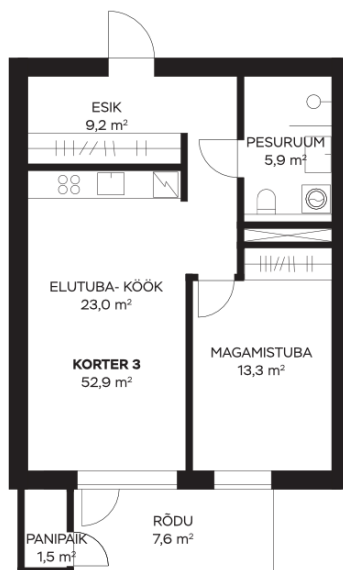 ESIK
9,2 m²
PESURUUM
5,9 m²
ELUTUBA- KÖÖK
23,0 m²
KORTER 3
52,9 m²
MAGAMISTUBA
13,3 m²
RÕDU
7,6 m²
PANIPAIK
1,5 m²